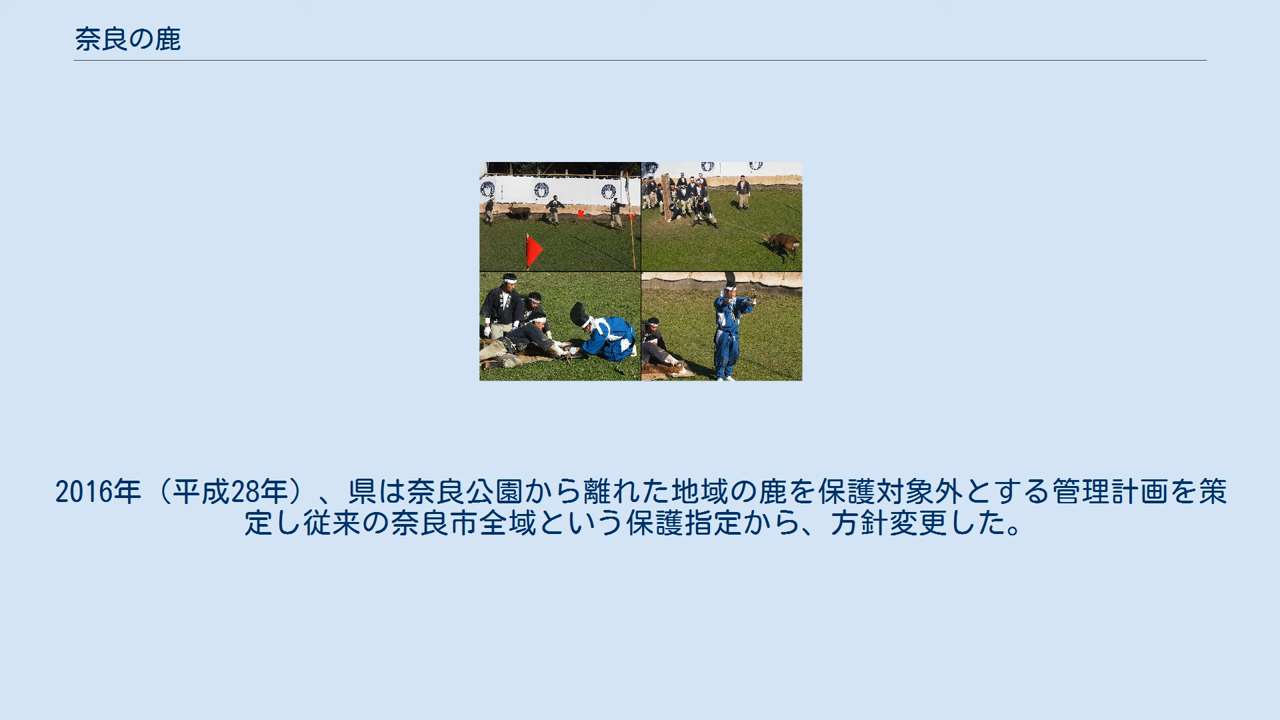 奈良の鹿
2016年（平成28年）、県は奈良公園から離れた地域の鹿を保護対象外とする管理計画を策
定し従来の奈良市全域という保護指定から、方針変更した。